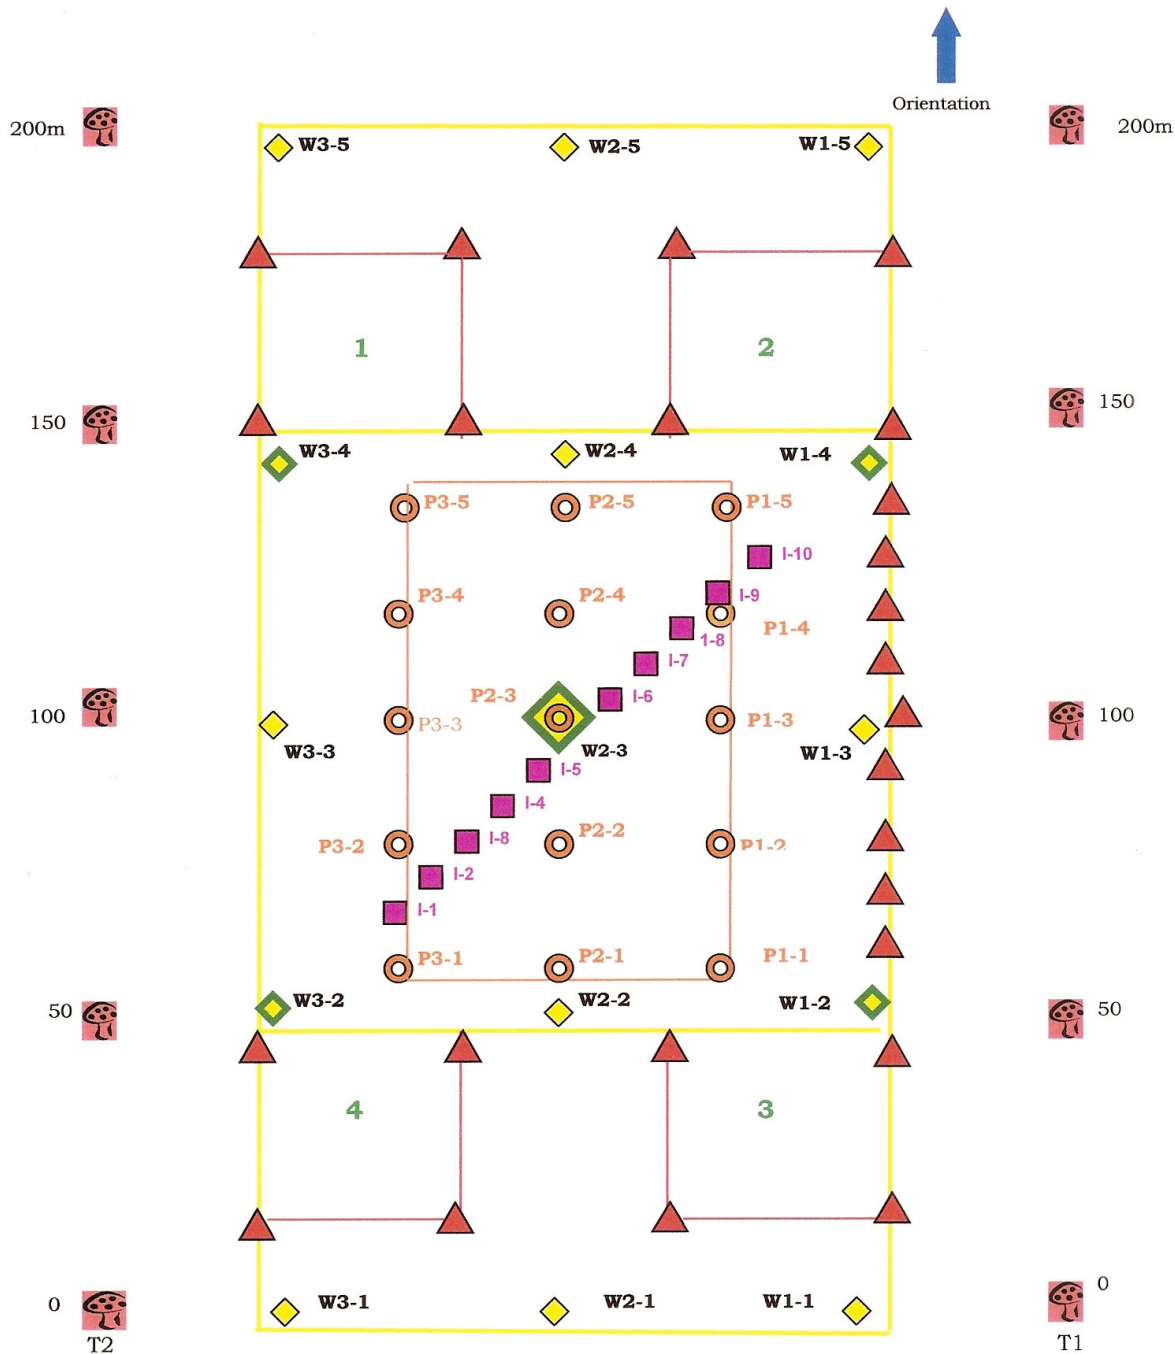 Orientation
200m
200m
W3-5
W2-5
W1-5
1
2
150
150
W3-4
W2-4
W1-4
P3-5
P2-5
P1-5
I-10
P3-4
P2-4
I-9
P1-4
1-8
I-7
P2-3
I-6
100
P3-3
P1-3
100
W3-3
W2-3
W1-3
I-5
I-4
P2-2
I-8
P3-2
P1-2
I-2
I-1
P3-1
P2-1
P1-1
W3-2
W2-2
W1-2
50
50
4
3
0
W3-1
W2-1
W1-1
0
T2
T1